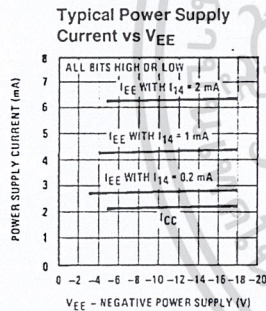 Typical Power Supply
Current vs VEE
ALL BITS HIGH OR LOW
IEE WITH I14 = 2 mA
IEE WITH I14 = 1 mA
IEE WITH I14 = 0.2 mA
ICC
POWER SUPPLY CURRENT (mA)
8
7
6
5
4
3
2
1
0
0 -2 -4 -6 -8 -10 -12 -14 -16 -18 -20
VEE - NEGATIVE POWER SUPPLY (V)